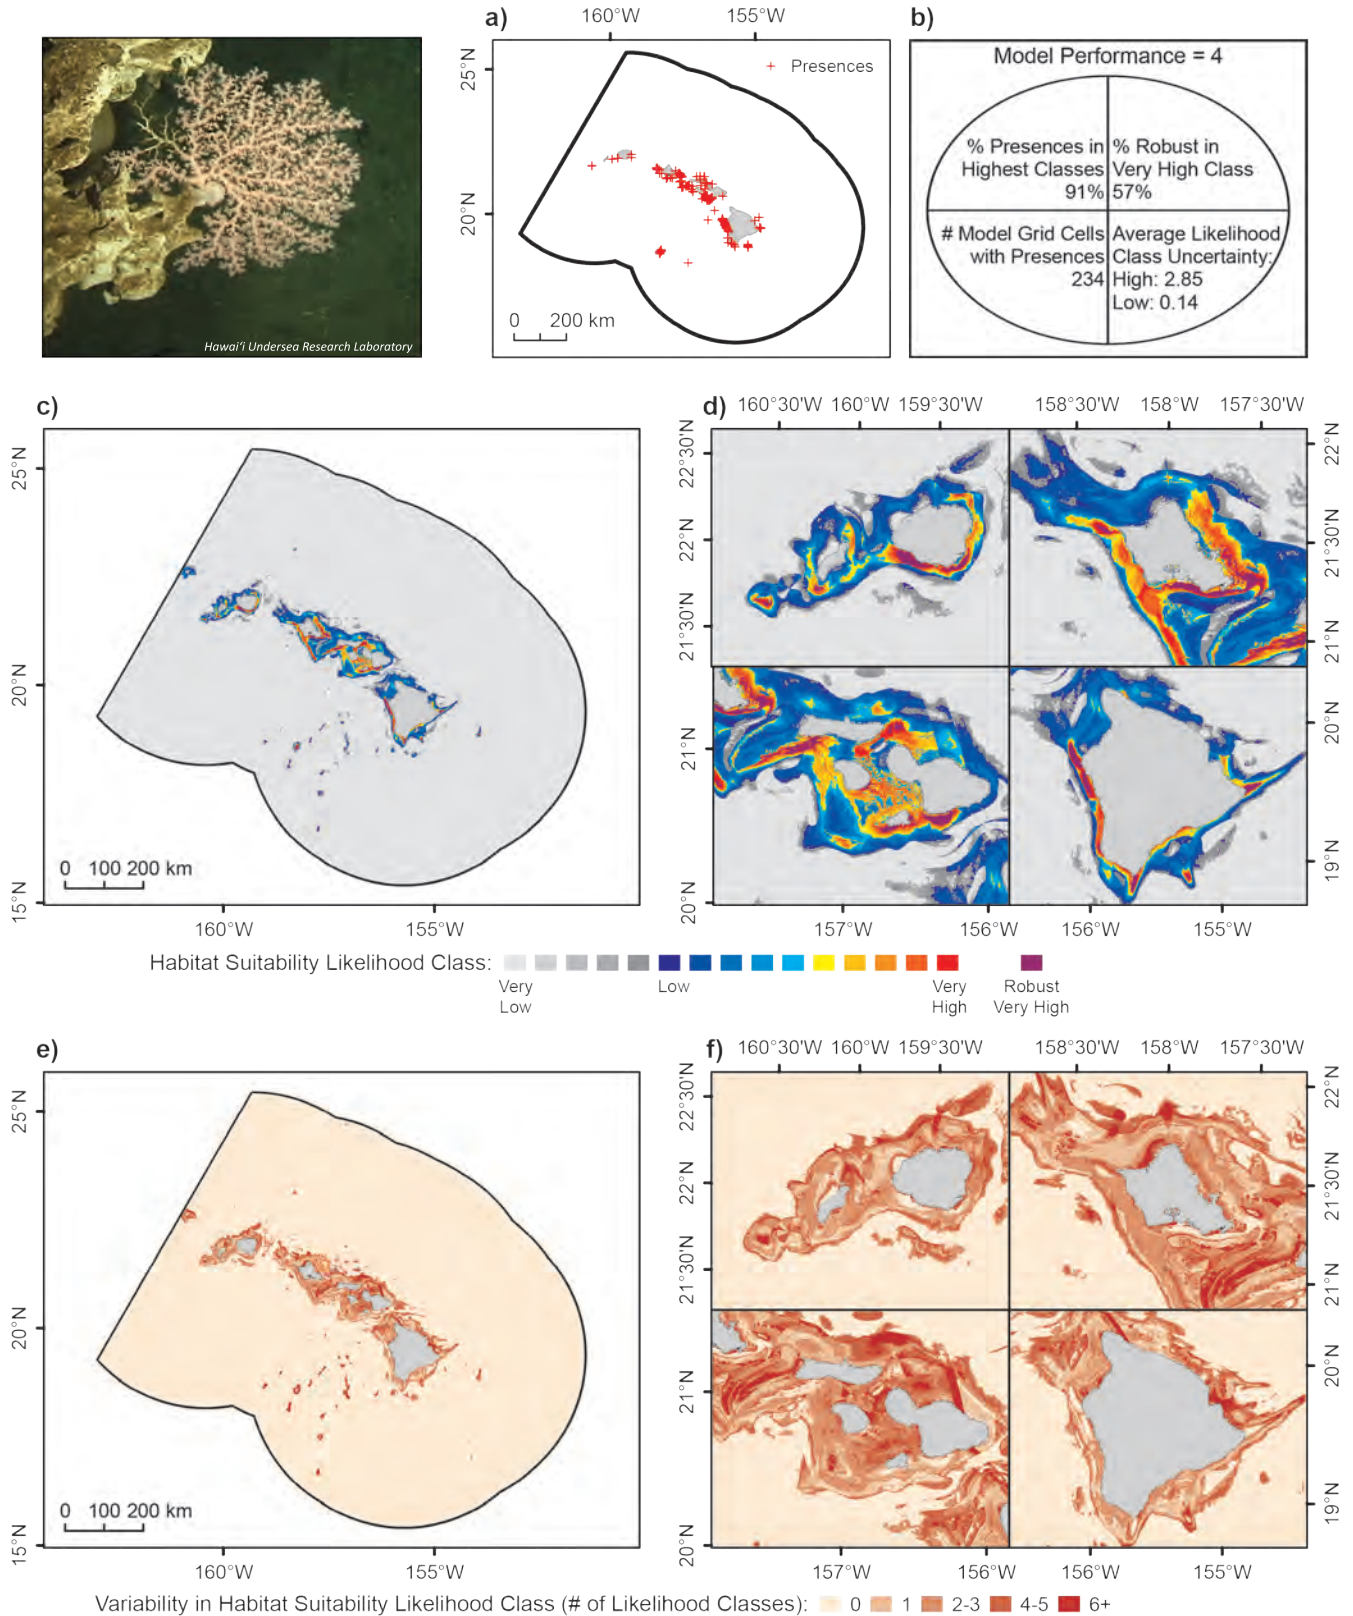 a)
160°W
155°W
25°N
20°N
Presences
0
200 km
Hawai‘i Undersea Research Laboratory
b)
Model Performance = 4
% Presences in
Highest Classes
91%
% Robust in
Very High Class
57%
# Model Grid Cells
with Presences
234
Average Likelihood
Class Uncertainty:
High: 2.85
Low: 0.14
c)
25°N
20°N
15°N
0 100 200 km
160°W
155°W
d)
160°30'W 160°W 159°30'W
158°30'W 158°W 157°30'W
22°30'N
22°N
21°30'N
22°N
21°30'N
21°N
21°N
20°N
20°N
19°N
157°W
156°W
156°W
155°W
Habitat Suitability Likelihood Class:
Very
Low
Low
Very
High
Robust
Very High
e)
25°N
20°N
15°N
0 100 200 km
160°W
155°W
f)
160°30'W 160°W 159°30'W
158°30'W 158°W 157°30'W
22°30'N
22°N
21°30'N
22°N
21°30'N
21°N
21°N
20°N
20°N
19°N
157°W
156°W
156°W
155°W
Variability in Habitat Suitability Likelihood Class (# of Likelihood Classes): 0 1 2-3 4-5 6+